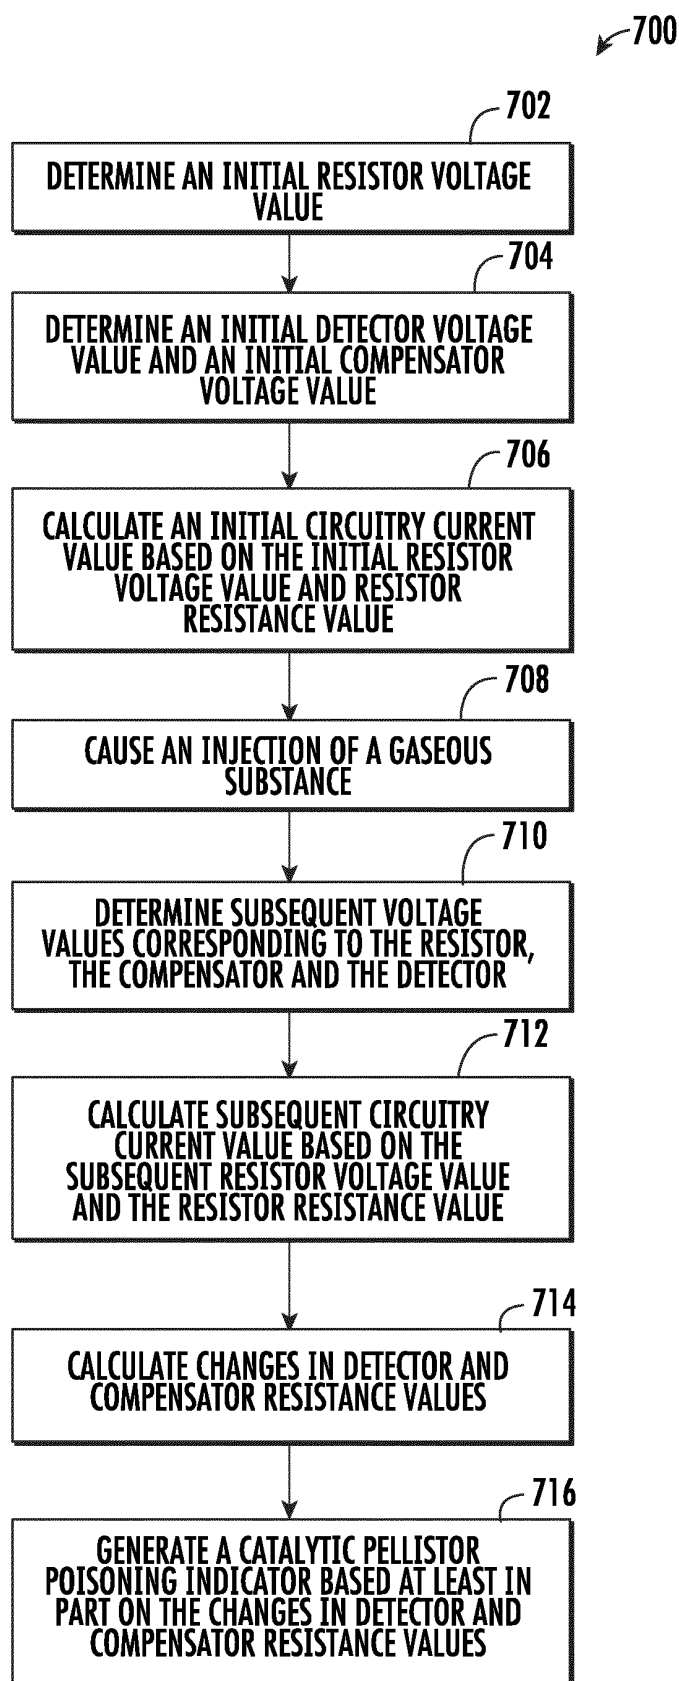 700
702
DETERMINE AN INITIAL RESISTOR VOLTAGE
VALUE
704
DETERMINE AN INITIAL DETECTOR VOLTAGE
VALUE AND AN INITIAL COMPENSATOR
VOLTAGE VALUE
706
CALCULATE AN INITIAL CIRCUITRY CURRENT
VALUE BASED ON THE INITIAL RESISTOR
VOLTAGE VALUE AND RESISTOR
RESISTANCE VALUE
708
CAUSE AN INJECTION OF A GASEOUS
SUBSTANCE
710
DETERMINE SUBSEQUENT VOLTAGE
VALUES CORRESPONDING TO THE RESISTOR,
THE COMPENSATOR AND THE DETECTOR
712
CALCULATE SUBSEQUENT CIRCUITRY
CURRENT VALUE BASED ON THE
SUBSEQUENT RESISTOR VOLTAGE VALUE
AND THE RESISTOR RESISTANCE VALUE
714
CALCULATE CHANGES IN DETECTOR AND
COMPENSATOR RESISTANCE VALUES
716
GENERATE A CATALYTIC PELLISTOR
POISONING INDICATOR BASED AT LEAST IN
PART ON THE CHANGES IN DETECTOR AND
COMPENSATOR RESISTANCE VALUES